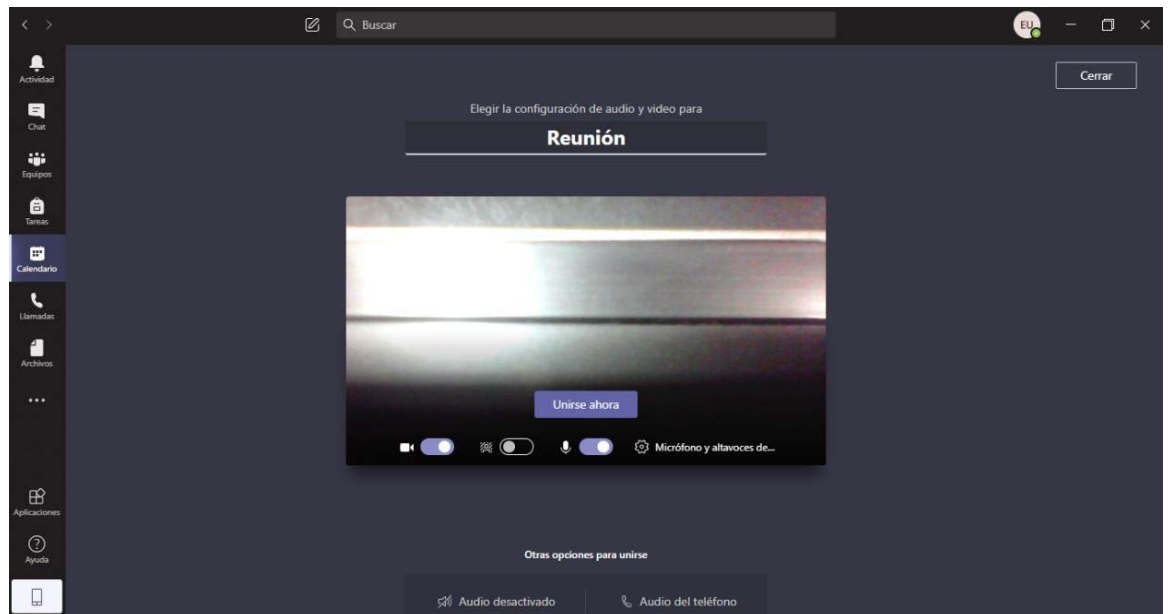 Buscar
EU
Actividad
Chat
Equipos
Tareas
Calendario
Llamadas
Archivos
Aplicaciones
Ayuda
Cerrar
Elegir la configuración de audio y video para
Reunión
Unirse ahora
Micrófono y altavoces de...
Otras opciones para unirse
Audio desactivado
Audio del teléfono